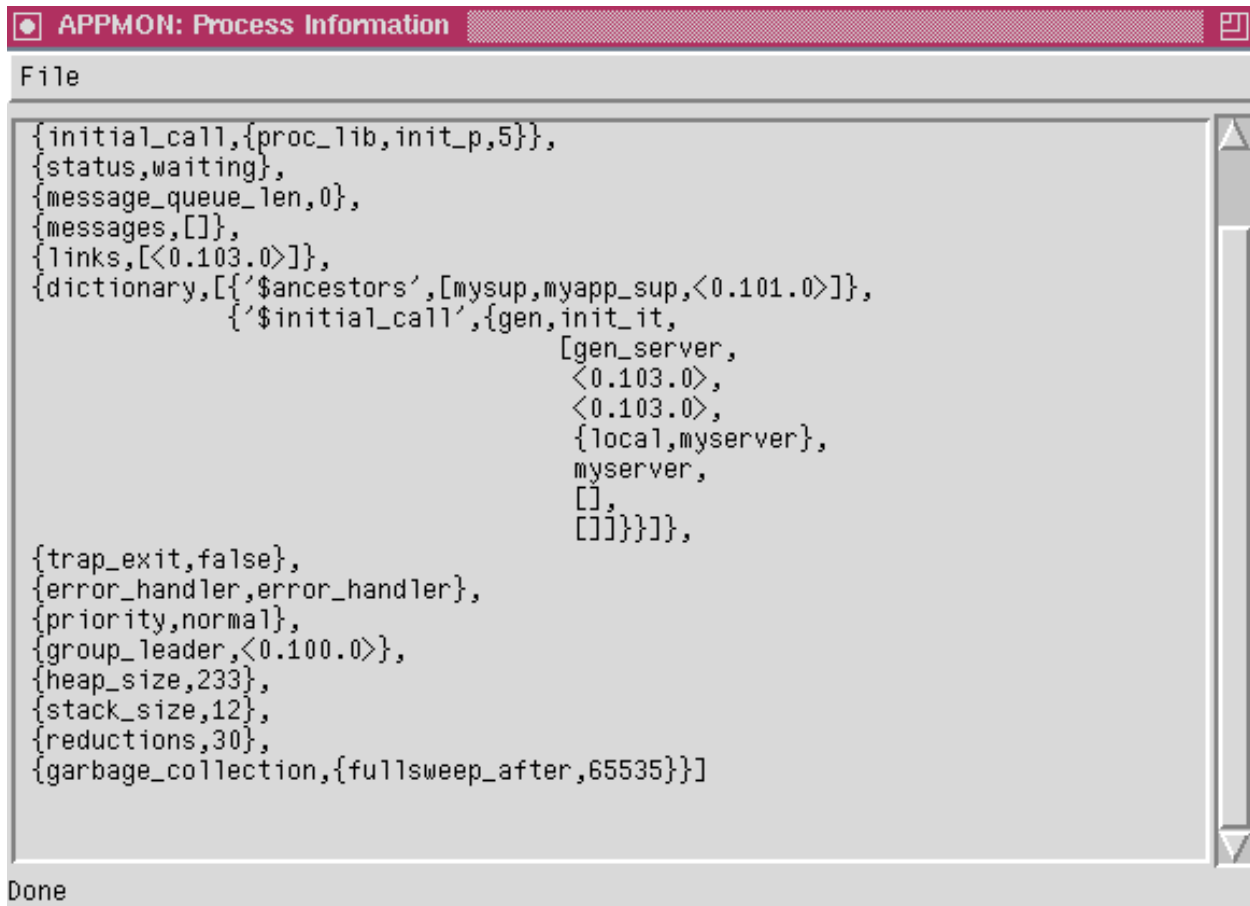 APPMON: Process Information
File
{initial_call,{proc_lib,init_p,5}},
{status,waiting},
{message_queue_len,0},
{messages,[]},
{links,[<0.103.0>]},
{dictionary,[{'$ancestors',[mysup,myapp_sup,<0.101.0>]},
{'$initial_call',{gen,init_it,
[gen_server,
<0.103.0>,
<0.103.0>,
{local,myserver},
myserver,
[],
[]]}}]},
{trap_exit,false},
{error_handler,error_handler},
{priority,normal},
{group_leader,<0.100.0>},
{heap_size,233},
{stack_size,12},
{reductions,30},
{garbage_collection,{fullsweep_after,65535}}]
Done